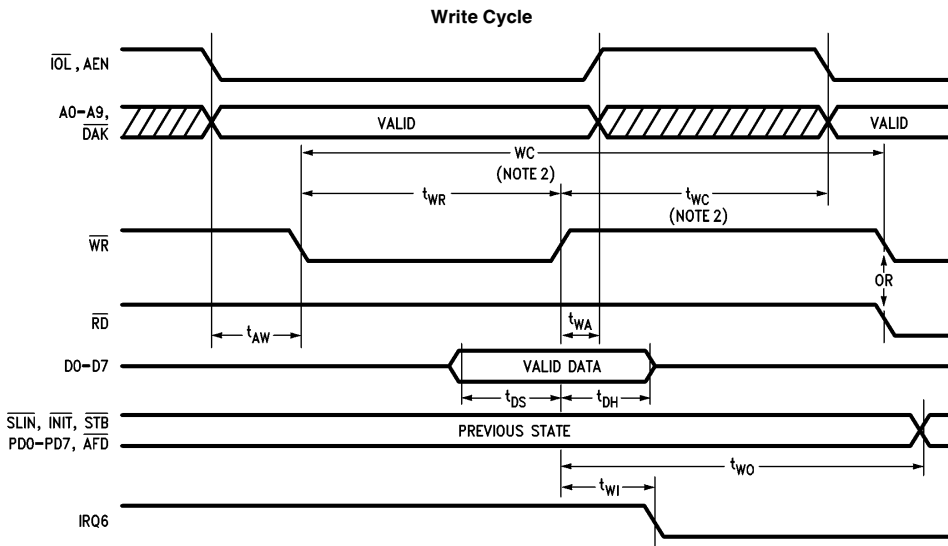 Write Cycle
IOL, AEN
A0–A9,
DAK
VALID
VALID
WC
(NOTE 2)
tWR
tWC
(NOTE 2)
WR
OR
RD
tAW
tWA
D0–D7
VALID DATA
tDS
tDH
SLIN, INIT, STB
PD0–PD7, AFD
PREVIOUS STATE
tWO
tWI
IRQ6